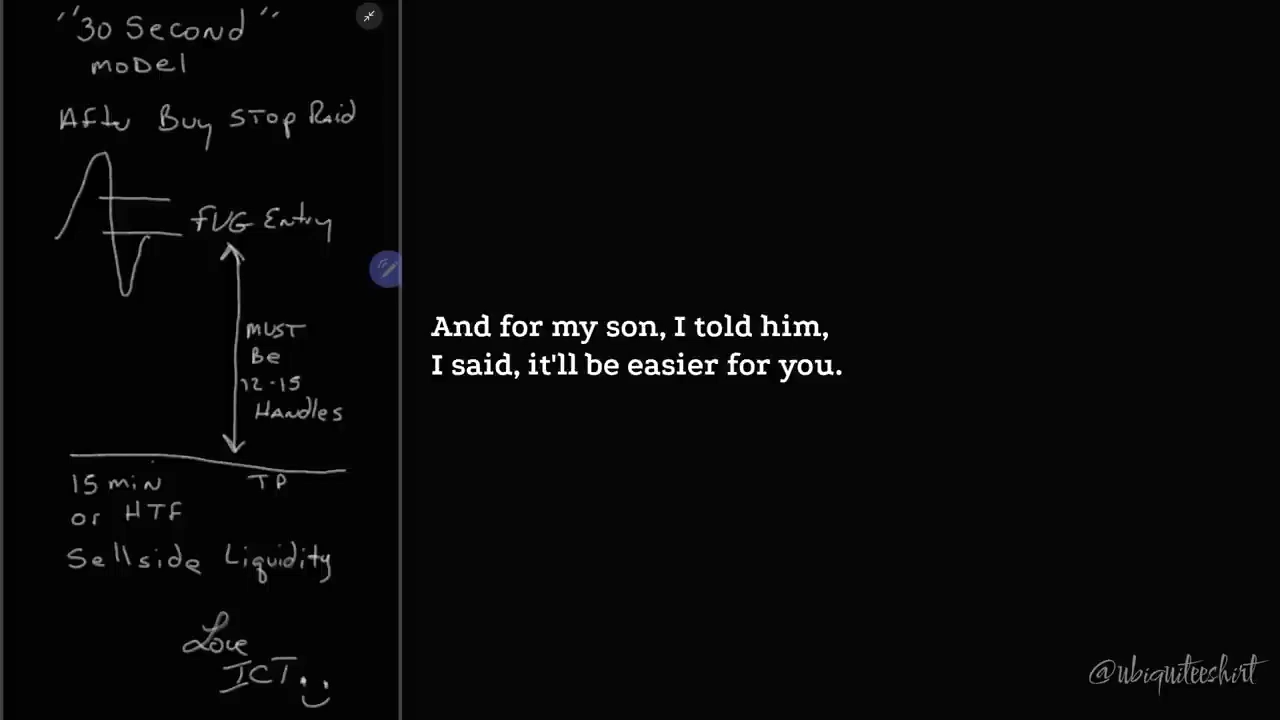 "30 Second"
moDel
After Buy STop Raid
FVG Entry
MUST
Be
12-15
HANdles
15 min
TP
or HTF
Sellside Liquidity
Love
ICT
And for my son, I told him,
I said, it'll be easier for you.
@ubiquiteeshirt